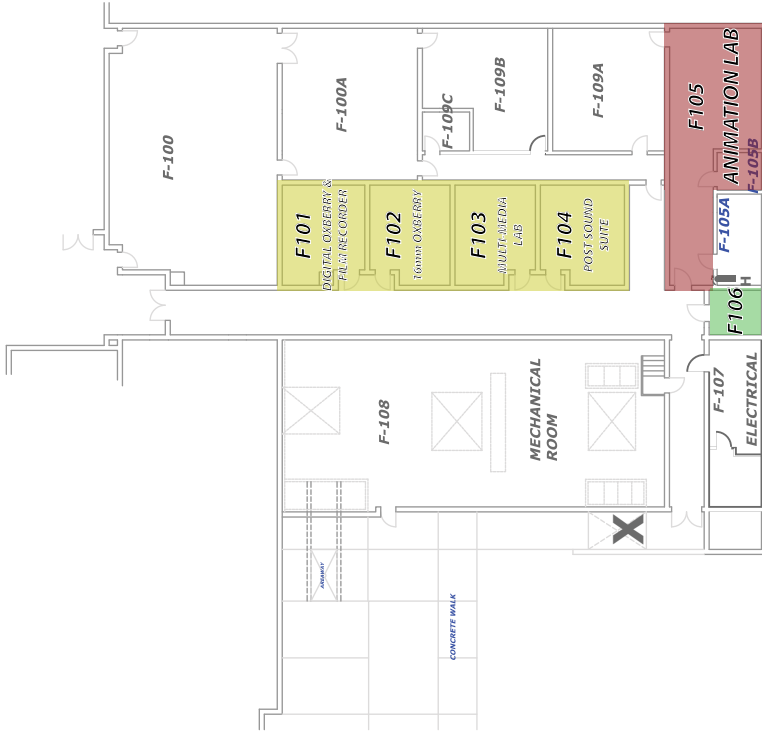 F-100
F-100A
F-109C
F-109B
F-109A
F105
ANIMATION LAB
F-105B
F-105A
F101
DIGITAL OXBERRY &
FILM RECORDER
F102
16mm OXBERRY
F103
MULTI-MEDIA
LAB
F104
POST SOUND
SUITE
H
F106
F-108
MECHANICAL
ROOM
F-107
ELECTRICAL
X
AREAWAY
CONCRETE WALK